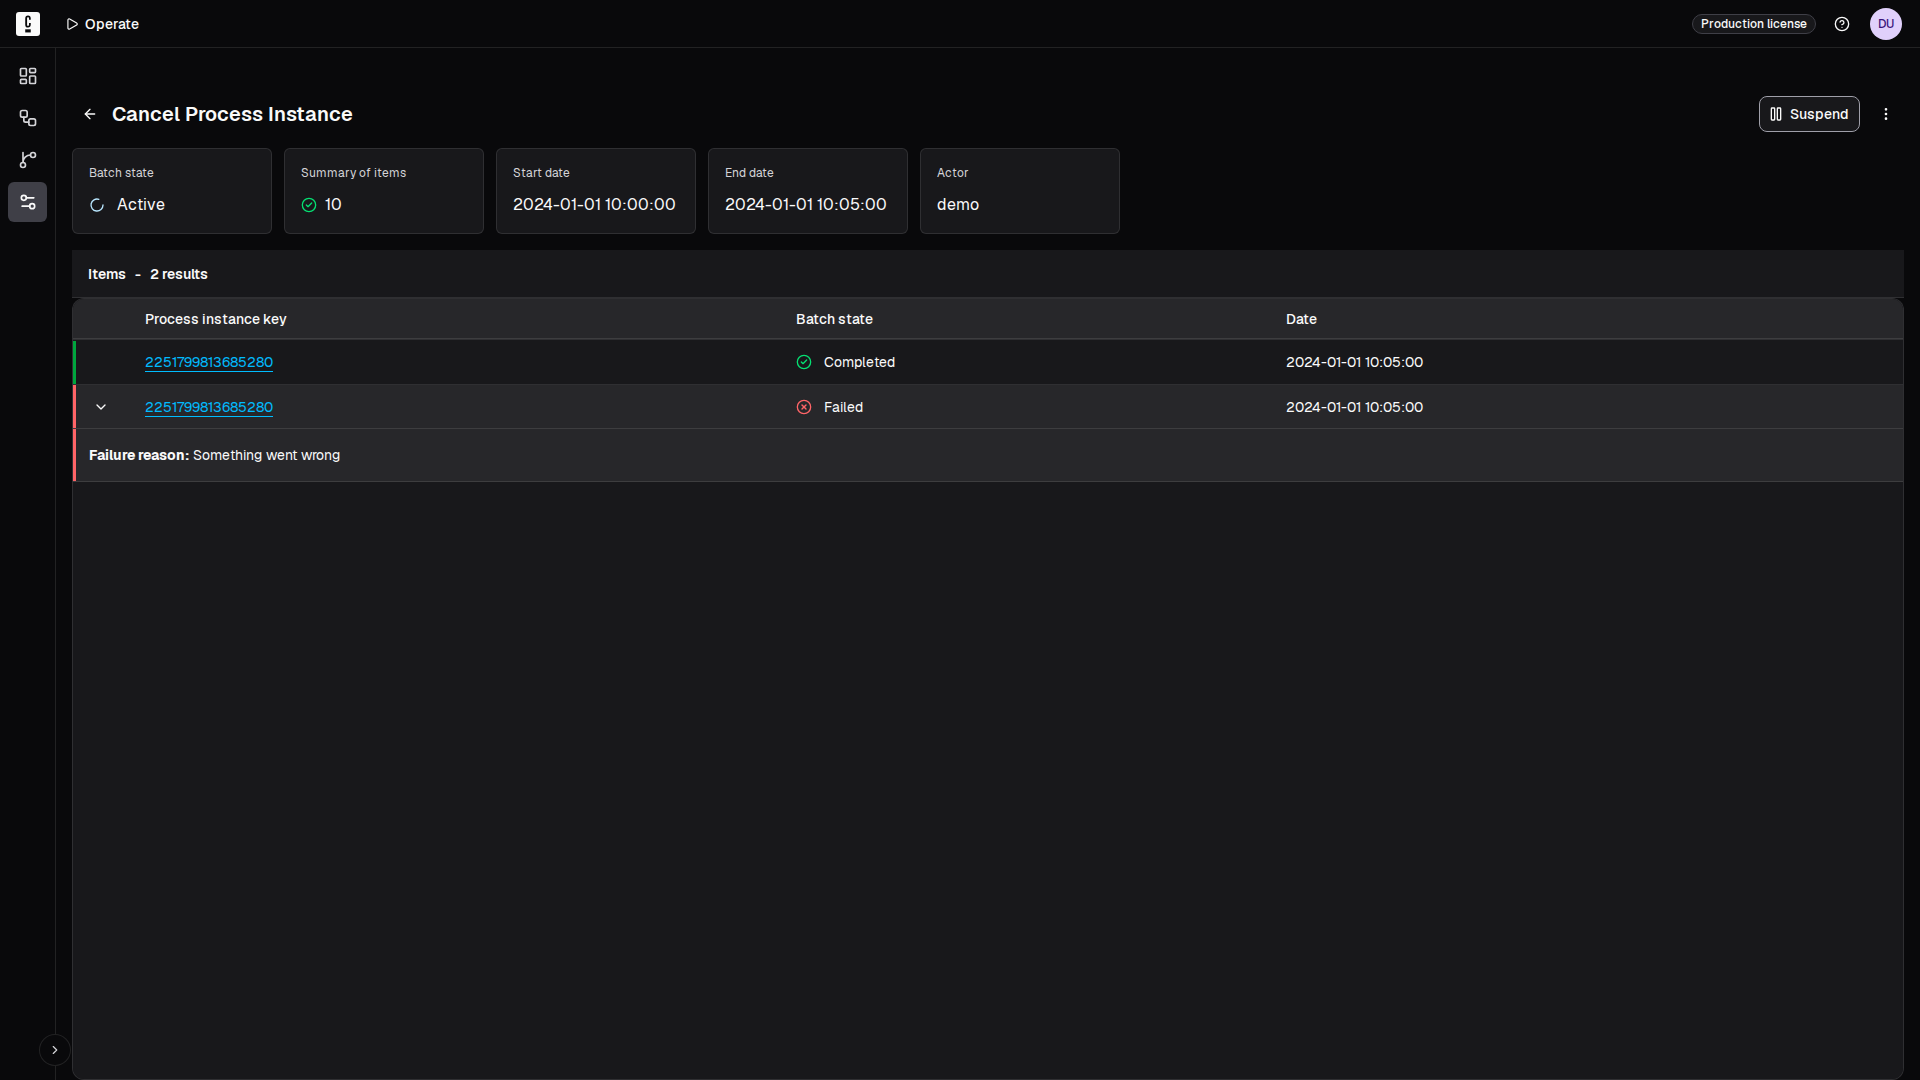 Operate
Production license
DU
Cancel Process Instance
Suspend
Batch state
Active
Summary of items
10
Start date
2024-01-01 10:00:00
End date
2024-01-01 10:05:00
Actor
demo
Items - 2 results
Process instance key Batch state Date
2251799813685280 Completed 2024-01-01 10:05:00
2251799813685280 Failed 2024-01-01 10:05:00
Failure reason: Something went wrong